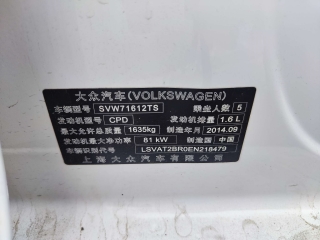 大众汽车(VOLKSWAGEN)
车辆型号 SVW71612TS 乘坐人数 5
发动机型号 CPD 发动机排量 1.6 L
最大允许总质量 1635kg 制造年月 2014.09
发动机最大净功率 81 kW 制造国 中国
车辆识别代号 LSVAT2BR0EN218479
上海大众汽车有限公司